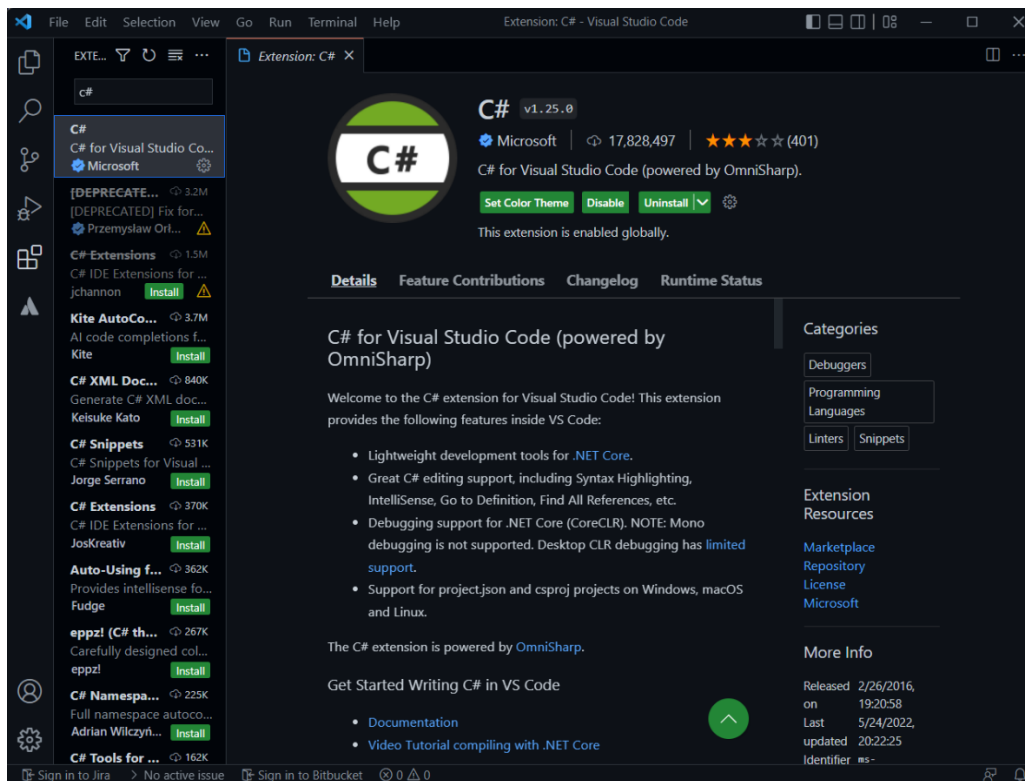 File Edit Selection View Go Run Terminal Help
Extension: C# - Visual Studio Code
EXTE...
c#
C#
C# for Visual Studio Co...
Microsoft
[DEPRECATE... 3.2M
[DEPRECATED] Fix for...
Przemysław Orł...
C# Extensions 1.5M
C# IDE Extensions for ...
jchannon Install
Kite AutoCo... 3.7M
AI code completions f...
Kite Install
C# XML Doc... 840K
Generate C# XML doc...
Keisuke Kato Install
C# Snippets 531K
C# Snippets for Visual ...
Jorge Serrano Install
C# Extensions 370K
C# IDE Extensions for ...
JosKreativ Install
Auto-Using f... 362K
Provides intellisense fo...
Fudge Install
eppz! (C# th... 267K
Carefully designed col...
eppz! Install
C# Namespa... 225K
Full namespace autoco...
Adrian Wilczyń... Install
C# Tools for ... 162K
Extension: C#
C#
C# v1.25.0
Microsoft 17,828,497 (401)
C# for Visual Studio Code (powered by OmniSharp).
Set Color Theme Disable Uninstall
This extension is enabled globally.
Details Feature Contributions Changelog Runtime Status
C# for Visual Studio Code (powered by
OmniSharp)
Welcome to the C# extension for Visual Studio Code! This extension
provides the following features inside VS Code:
• Lightweight development tools for .NET Core.
• Great C# editing support, including Syntax Highlighting,
IntelliSense, Go to Definition, Find All References, etc.
• Debugging support for .NET Core (CoreCLR). NOTE: Mono
debugging is not supported. Desktop CLR debugging has limited
support.
• Support for project.json and csproj projects on Windows, macOS
and Linux.
The C# extension is powered by OmniSharp.
Get Started Writing C# in VS Code
• Documentation
• Video Tutorial compiling with .NET Core
Categories
Debuggers
Programming
Languages
Linters Snippets
Extension
Resources
Marketplace
Repository
License
Microsoft
More Info
Released 2/26/2016,
on 19:20:58
Last 5/24/2022,
updated 20:22:25
Identifier ms-
Sign in to Jira No active issue Sign in to Bitbucket 0 0